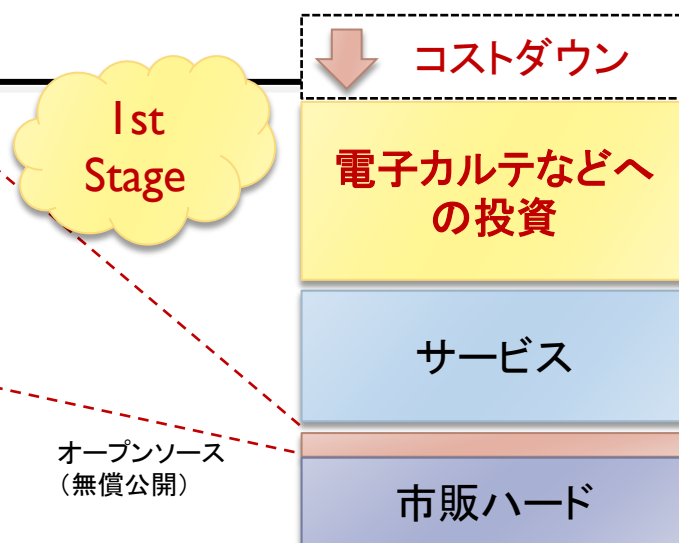 コストダウン
1st
Stage
電子カルテなどへ
の投資
サービス
オープンソース
（無償公開）
市販ハード